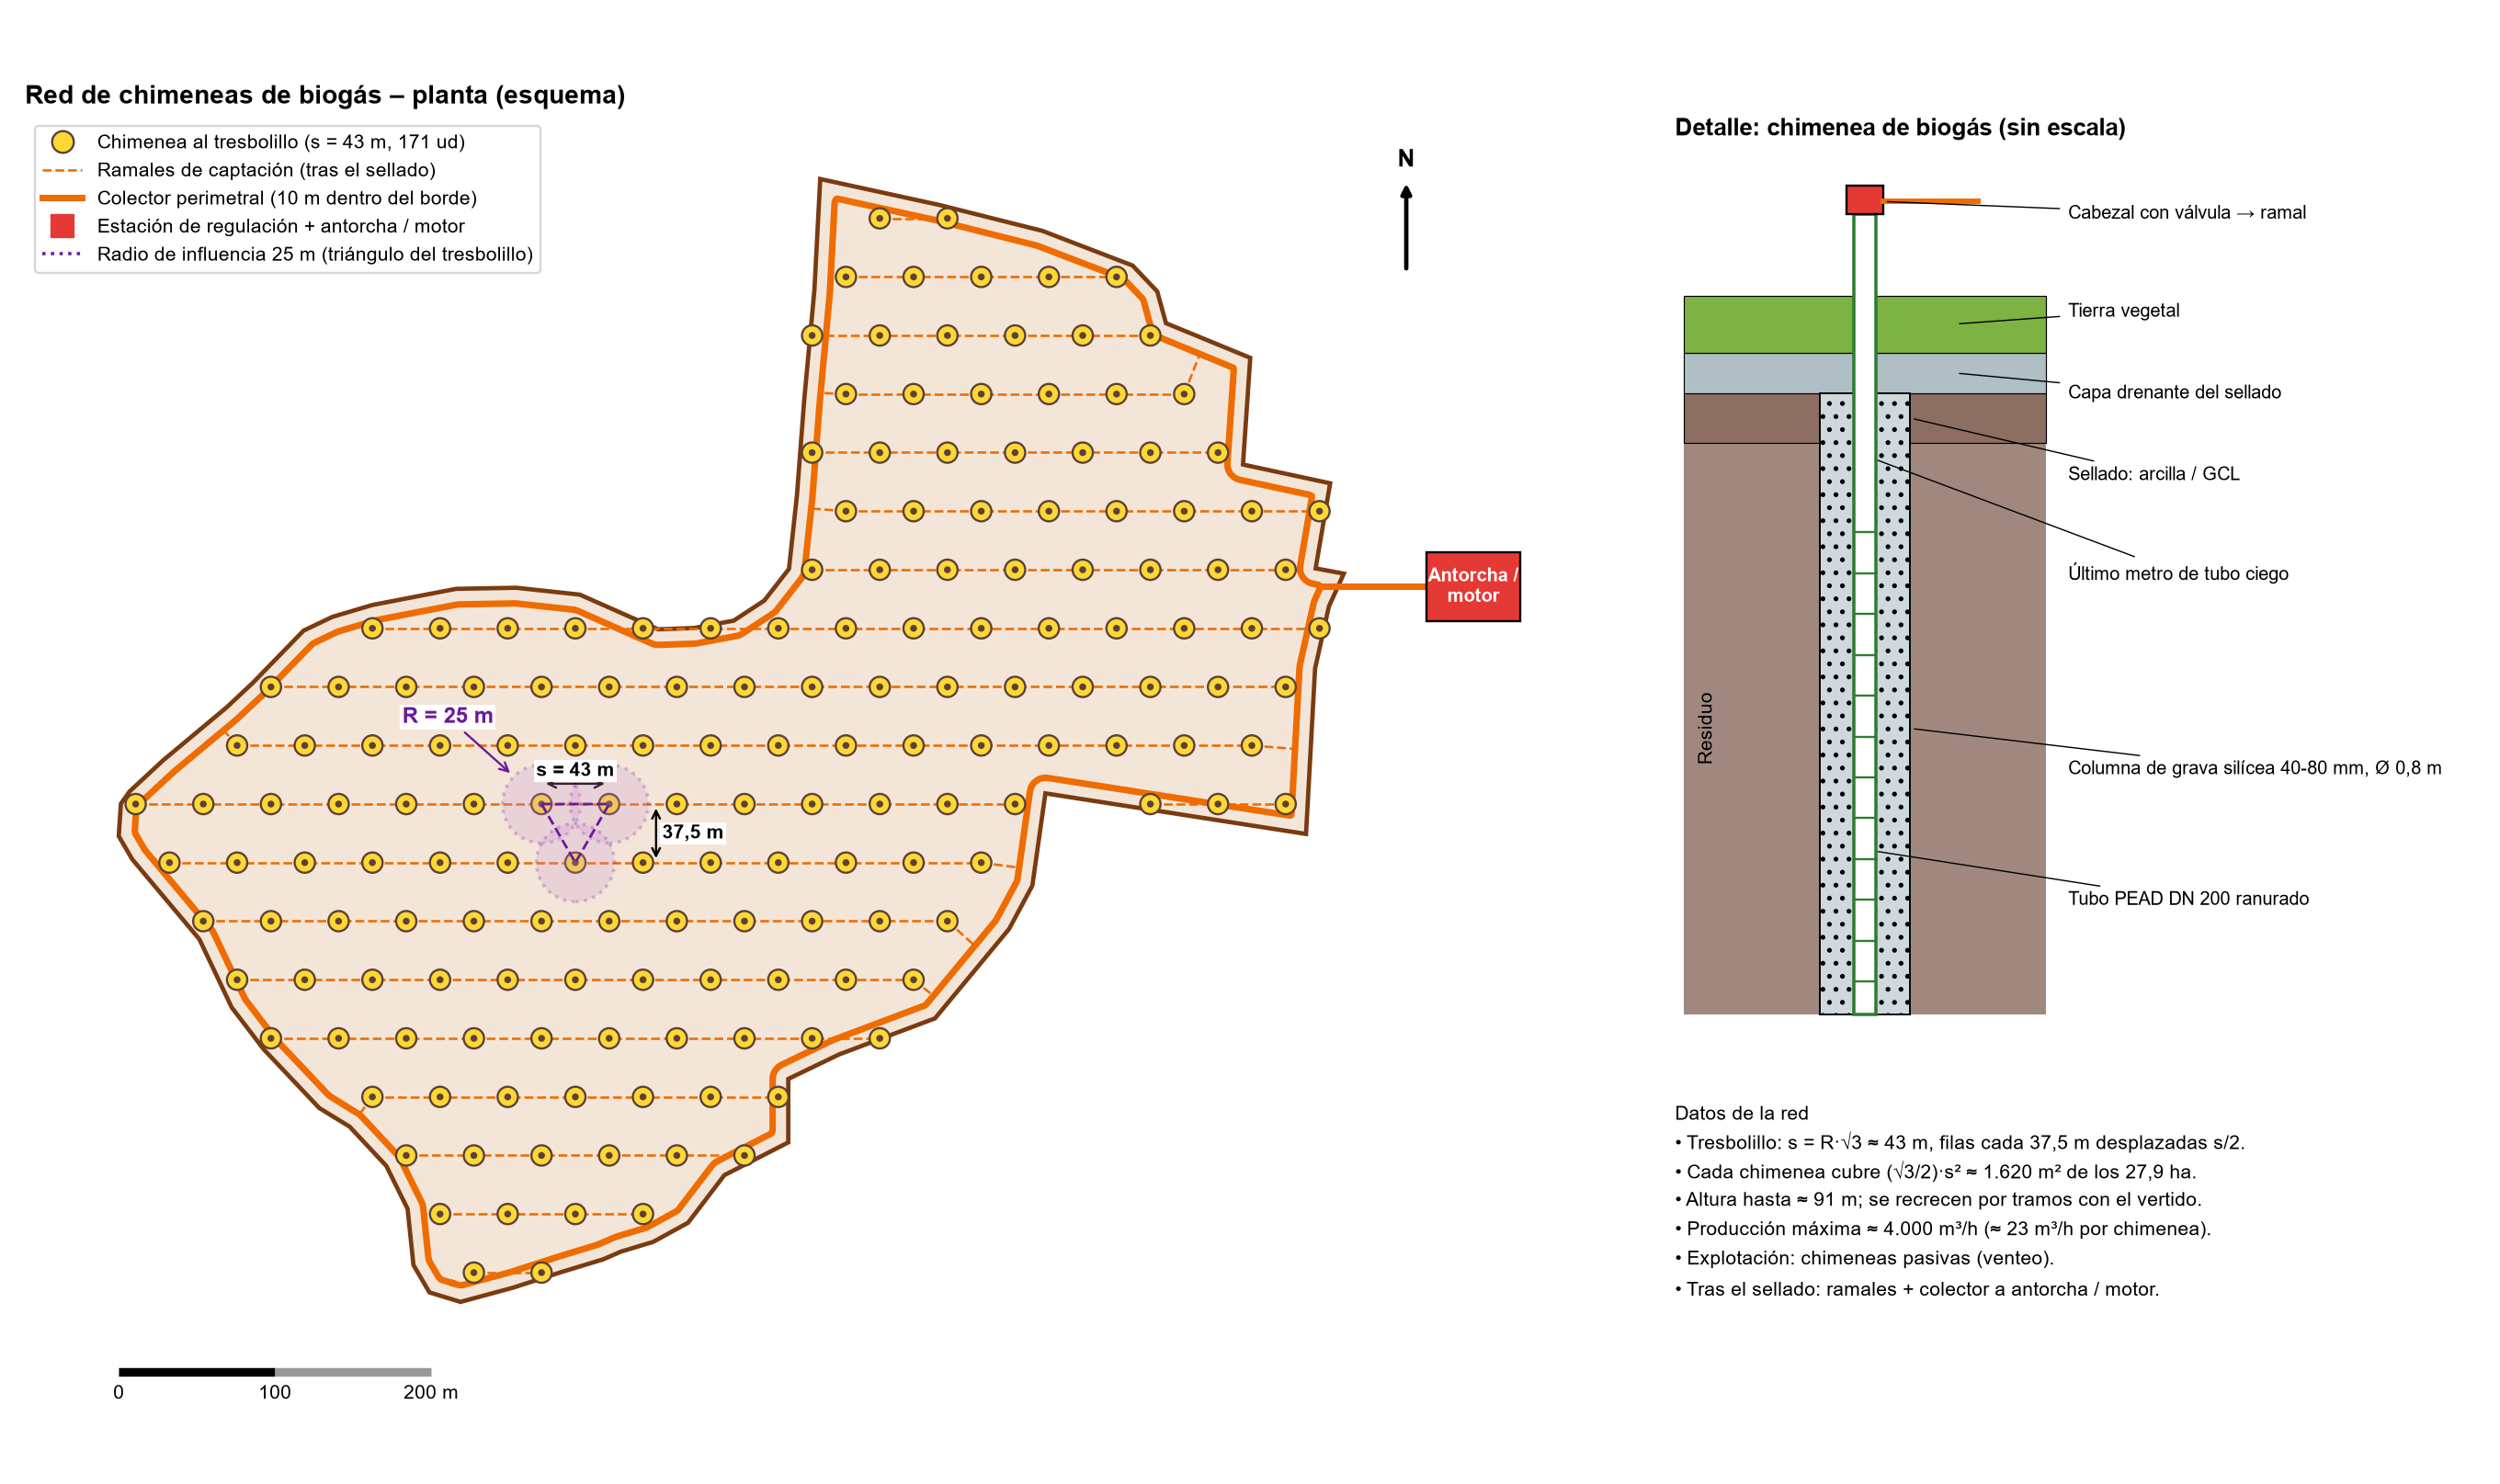 Red de chimeneas de biogás – planta (esquema)
Chimenea al tresbolillo (s = 43 m, 171 ud)
Ramales de captación (tras el sellado)
Colector perimetral (10 m dentro del borde)
Estación de regulación + antorcha / motor
Radio de influencia 25 m (triángulo del tresbolillo)
N
Antorcha /
motor
R = 25 m
s = 43 m
37,5 m
0
100
200 m
Detalle: chimenea de biogás (sin escala)
Cabezal con válvula → ramal
Tierra vegetal
Capa drenante del sellado
Sellado: arcilla / GCL
Último metro de tubo ciego
Residuo
Columna de grava silícea 40-80 mm, Ø 0,8 m
Tubo PEAD DN 200 ranurado
Datos de la red
• Tresbolillo: s = R·√3 ≈ 43 m, filas cada 37,5 m desplazadas s/2.
• Cada chimenea cubre (√3/2)·s² ≈ 1.620 m² de los 27,9 ha.
• Altura hasta ≈ 91 m; se recrecen por tramos con el vertido.
• Producción máxima ≈ 4.000 m³/h (≈ 23 m³/h por chimenea).
• Explotación: chimeneas pasivas (venteo).
• Tras el sellado: ramales + colector a antorcha / motor.